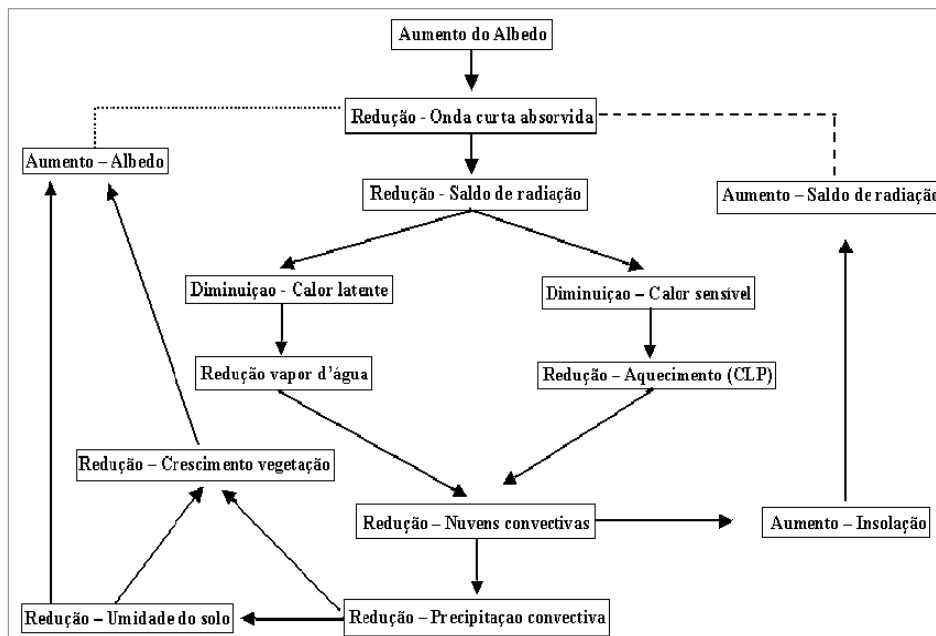 Aumento do Albedo
Redução - Onda curta absorvida
Aumento – Albedo
Redução - Saldo de radiação
Aumento – Saldo de radiação
Diminuiçao - Calor latente
Diminuiçao – Calor sensível
Redução vapor d'água
Redução – Aquecimento (CLP)
Redução – Crescimento vegetação
Redução – Nuvens convectivas
Aumento – Insolação
Redução – Umidade do solo
Redução – Precipitaçao convectiva